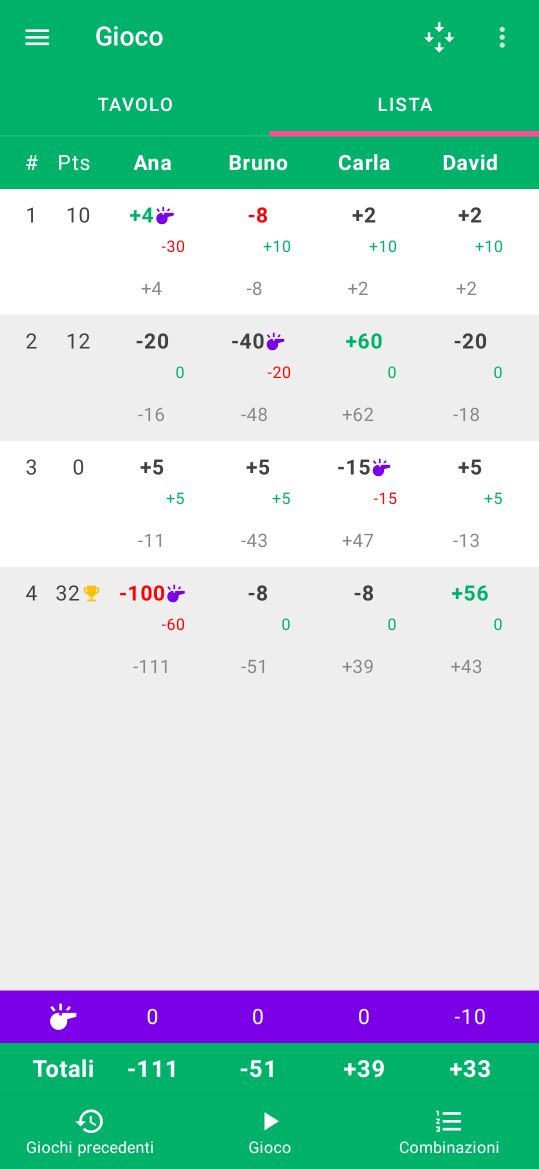 Gioco
TAVOLO LISTA
# Pts Ana Bruno Carla David
1 10 +4 -8 +2 +2
-30 +10 +10 +10
+4 -8 +2 +2
2 12 -20 -40 +60 -20
0 -20 0 0
-16 -48 +62 -18
3 0 +5 +5 -15 +5
+5 +5 -15 +5
-11 -43 +47 -13
4 32 -100 -8 -8 +56
-60 0 0 0
-111 -51 +39 +43
0 0 0 -10
Totali -111 -51 +39 +33
Giochi precedenti Gioco Combinazioni